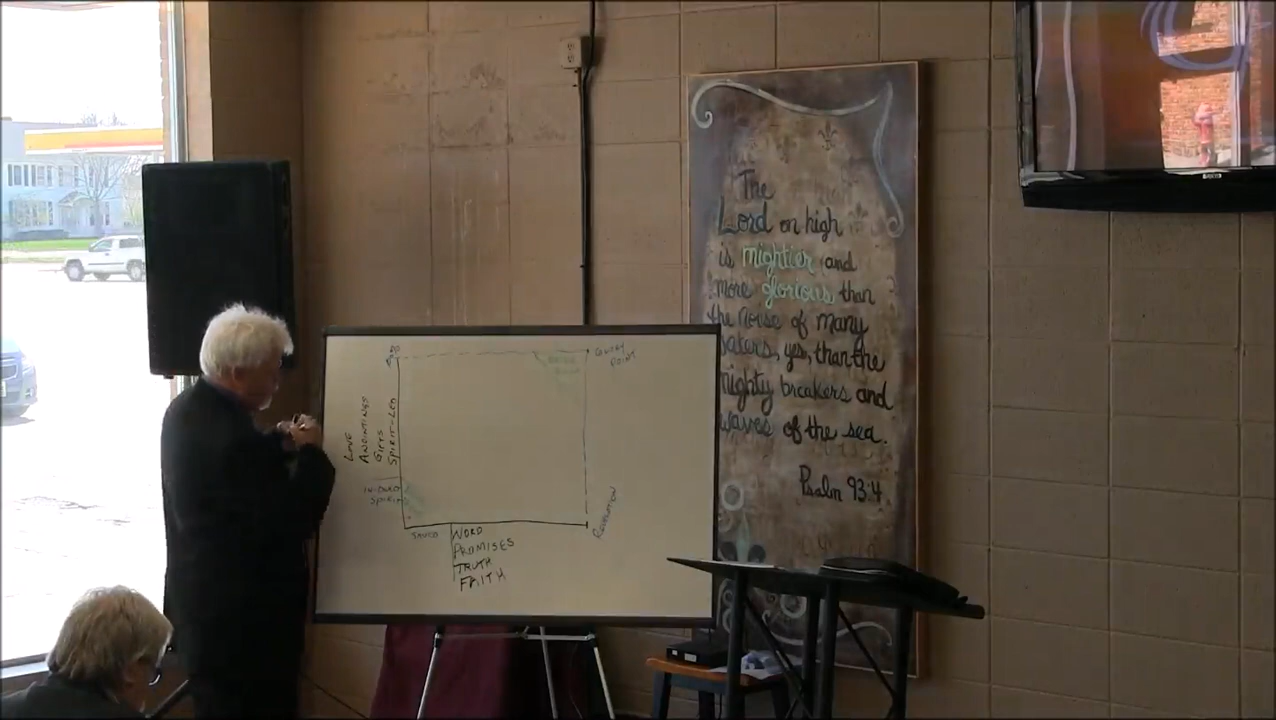 The
Lord on high
is mightier and
more glorious than
the noise of many
waters, yes, than the
mighty breakers and
waves of the sea.
Psalm 93:4
POINT
LOVE
ANOINTINGS
GIFTS
SPIRIT-LED
SPIRIT
SAVED
WORD
PROMISES
TRUTH
FAITH
REVELATION